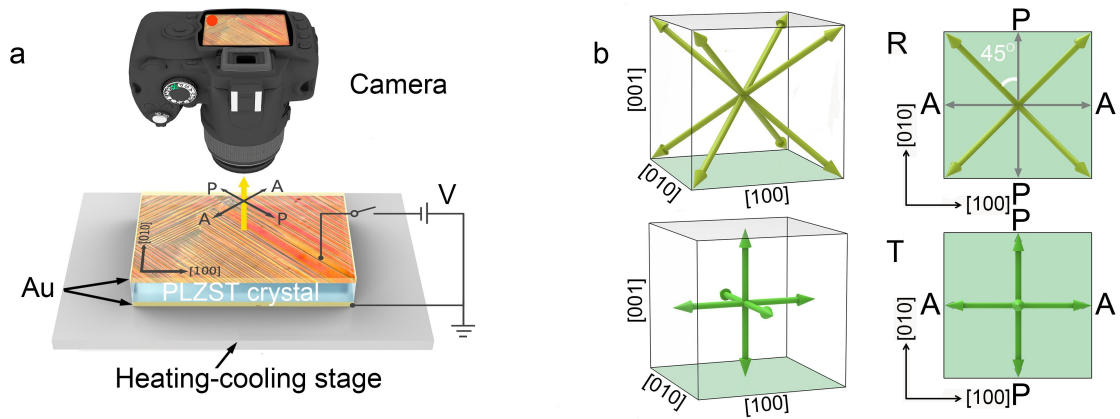 a
Camera
P
A
A
P
V
[010]
[100]
Au
PLZST crystal
Heating-cooling stage
b
[001]
[010]
[100]
R
P
45°
A
A
[010]
[100]
P
[001]
[010]
[100]
T
P
A
A
[010]
[100]
P